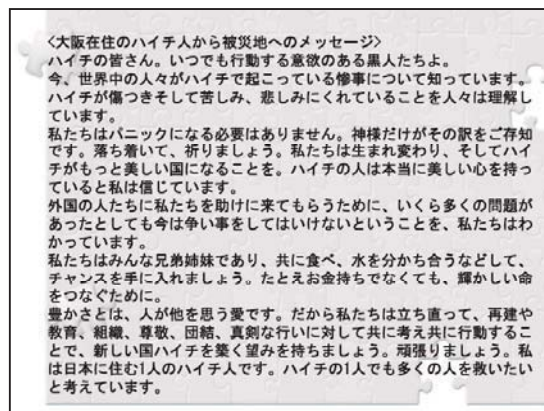 <大阪在住のハイチ人から被災地へのメッセージ>
ハイチの皆さん。いつでも行動する意欲のある黒人たちよ。
今、世界中の人々がハイチで起こっている惨事について知っています。
ハイチが傷つきそして苦しみ、悲しみにくれていることを人々は理解し
ています。
私たちはパニックになる必要はありません。神様だけがその訳をご存知
です。落ち着いて、祈りましょう。私たちは生まれ変わり、そしてハイ
チがもっと美しい国になることを。ハイチの人は本当に美しい心を持っ
ていると私は信じています。
外国の人たちに私たちを助けに来てもらうために、いくら多くの問題が
あったとしても今は争い事をしてはいけないということを、私たちはわ
かっています。
私たちはみんな兄弟姉妹であり、共に食べ、水を分かち合うなどして、
チャンスを手に入れましょう。たとえお金持ちでなくても、輝かしい命
をつなぐために。
豊かさとは、人が他を思う愛です。だから私たちは立ち直って、再建や
教育、組織、尊敬、団結、真剣な行いに対して共に考え共に行動するこ
とで、新しい国ハイチを築く望みを持ちましょう。頑張りましょう。私
は日本に住む1人のハイチ人です。ハイチの1人でも多くの人を救いたい
と考えています。